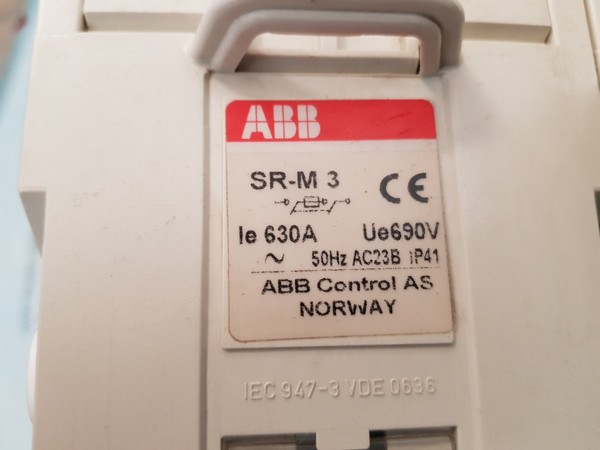 ABB
SR-M 3 CE
Ie 630A Ue690V
~ 50Hz AC23B IP41
ABB Control AS
NORWAY
IEC 947-3 VDE 0636